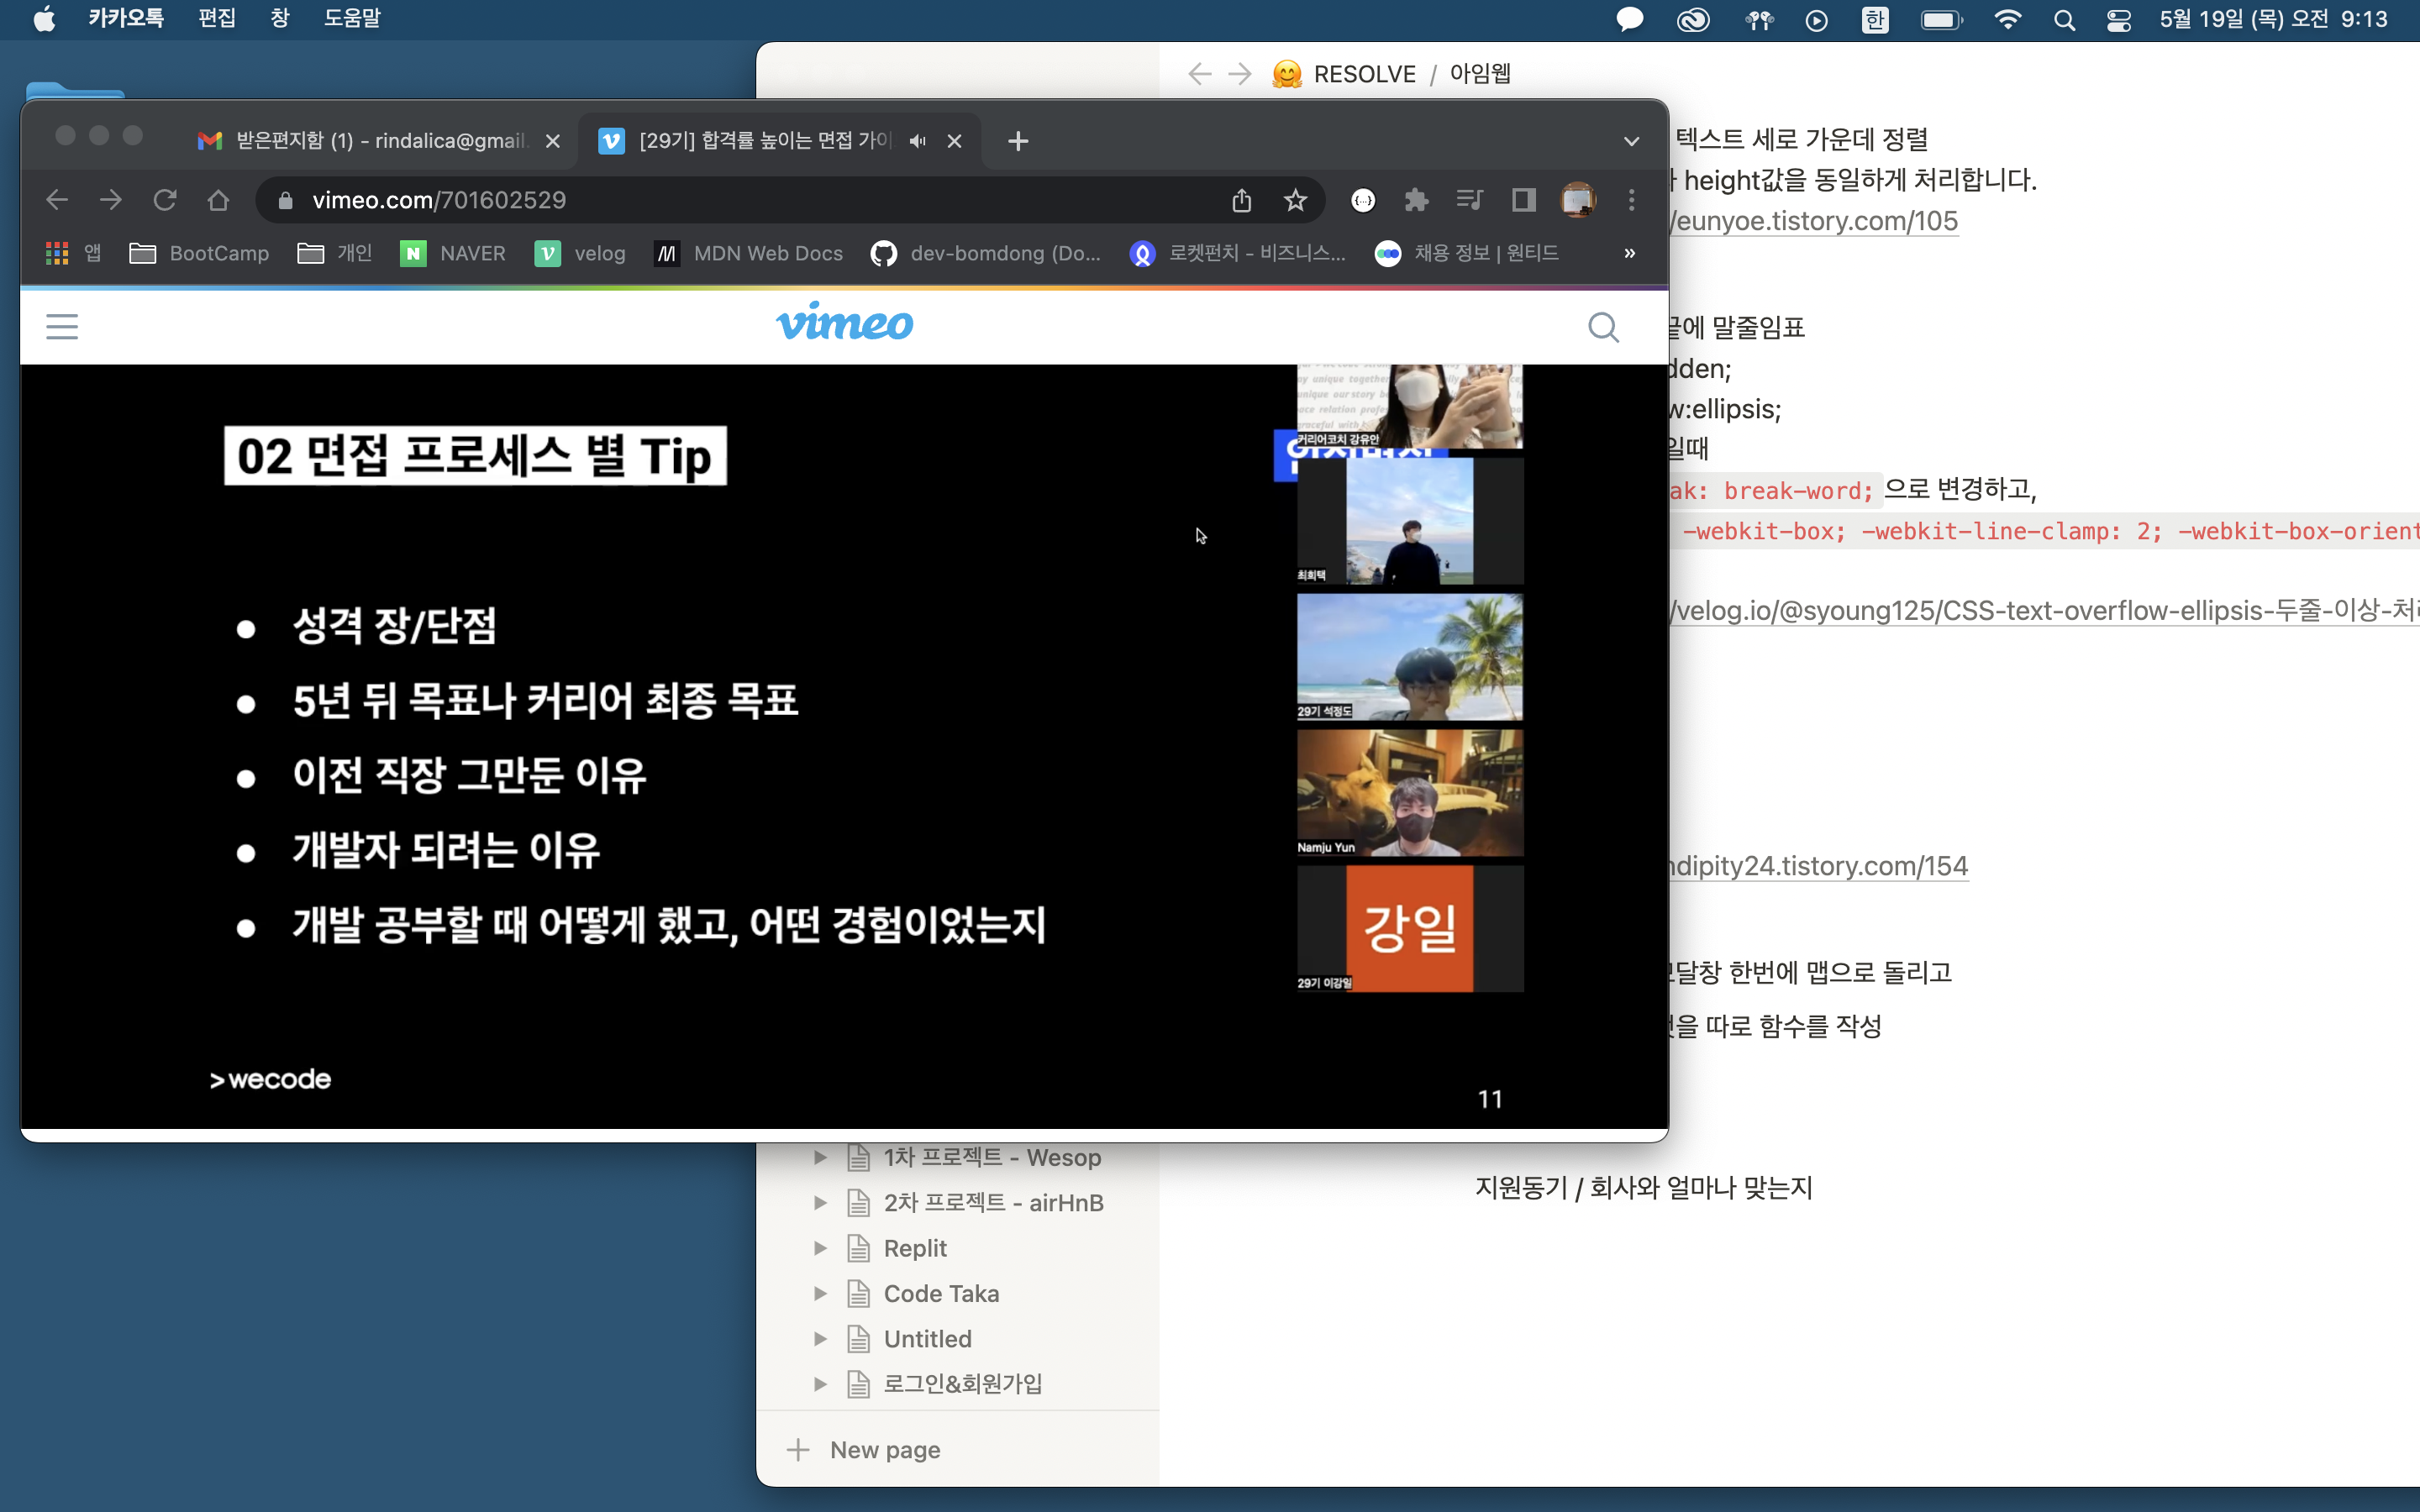 카카오톡 편집 창 도움말
한 5월 19일 (목) 오전 9:13
RESOLVE / 아임웹
받은편지함 (1) - rindalica@gmail.
[29기] 합격률 높이는 면접 가이
vimeo.com/701602529
앱 BootCamp 개인 NAVER velog MDN Web Docs dev-bomdong (Do... 로켓펀치 - 비즈니스... 채용 정보 | 원티드 »
vimeo
02 면접 프로세스 별 Tip
● 성격 장/단점
● 5년 뒤 목표나 커리어 최종 목표
● 이전 직장 그만둔 이유
● 개발자 되려는 이유
● 개발 공부할 때 어떻게 했고, 어떤 경험이었는지
>wecode
11
커리어코치 강유안
최희택
29기 석정도
Namju Yun
강일
29기 이강일
텍스트 세로 가운데 정렬
height값을 동일하게 처리합니다.
/eunyoe.tistory.com/105
끝에 말줄임표
dden;
w:ellipsis;
일때
ak: break-word; 으로 변경하고,
-webkit-box; -webkit-line-clamp: 2; -webkit-box-orient
/velog.io/@syoung125/CSS-text-overflow-ellipsis-두줄-이상-처리
ndipity24.tistory.com/154
모달창 한번에 맵으로 돌리고
것을 따로 함수를 작성
지원동기 / 회사와 얼마나 맞는지
1차 프로젝트 - Wesop
2차 프로젝트 - airHnB
Replit
Code Taka
Untitled
로그인&회원가입
New page